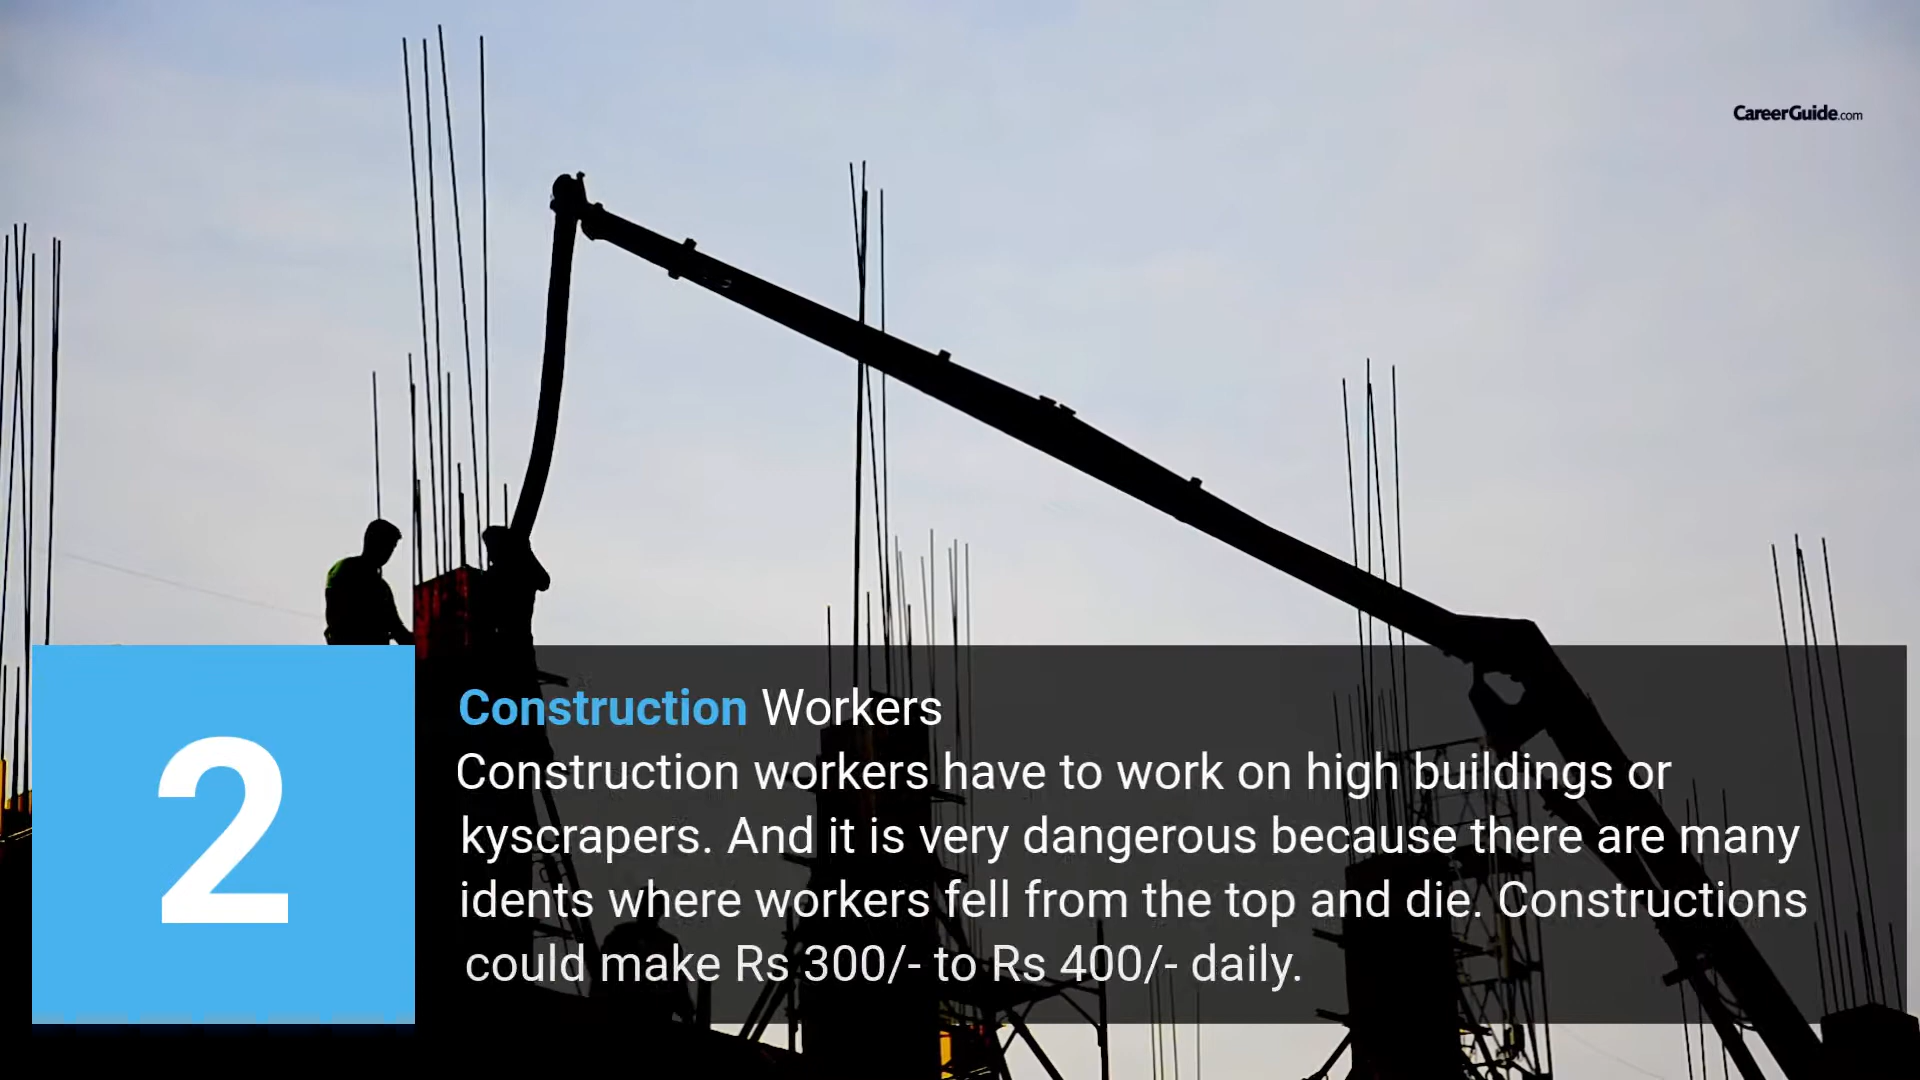 CareerGuide.com
2
Construction Workers
Construction workers have to work on high buildings or
kyscrapers. And it is very dangerous because there are many
idents where workers fell from the top and die. Constructions
could make Rs 300/- to Rs 400/- daily.